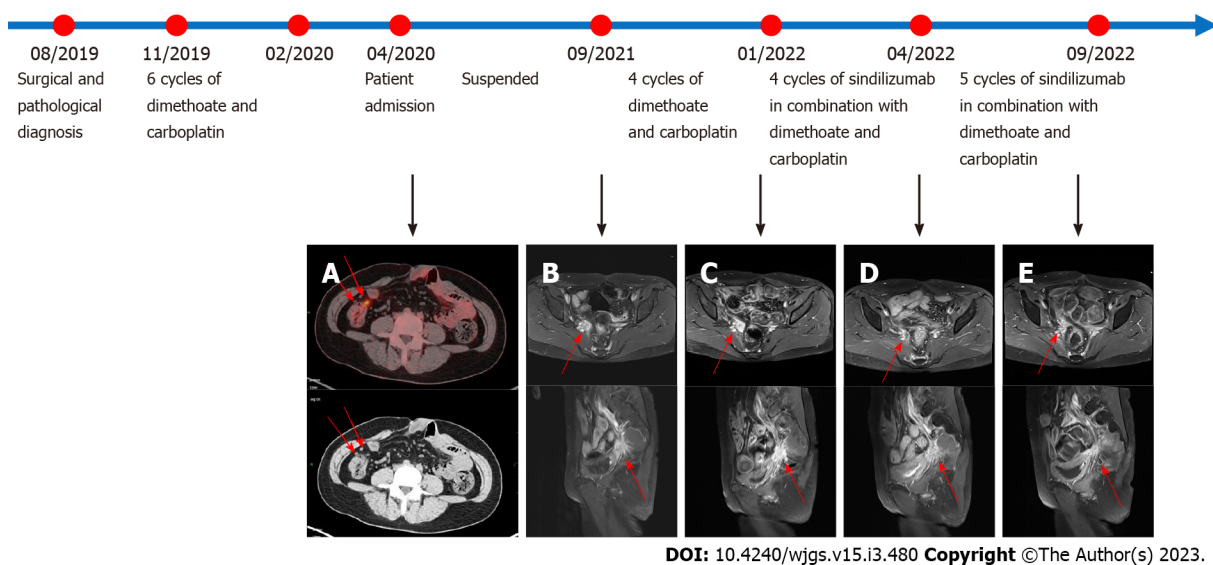 08/2019
11/2019
02/2020
04/2020
09/2021
01/2022
04/2022
09/2022
Surgical and
pathological
diagnosis
6 cycles of
dimethoate and
carboplatin
Patient
admission
Suspended
4 cycles of
dimethoate
and carboplatin
4 cycles of sindilizumab
in combination with
dimethoate and
carboplatin
5 cycles of sindilizumab
in combination with
dimethoate and
carboplatin
A
B
C
D
E
DOI: 10.4240/wjgs.v15.i3.480 Copyright ©The Author(s) 2023.